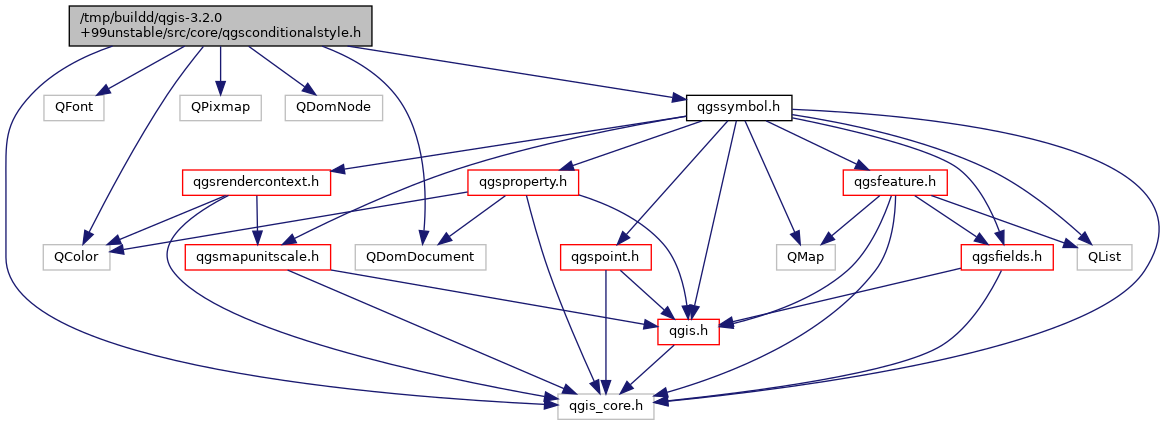 /tmp/buildd/qgis-3.2.0
+99unstable/src/core/qgsconditionalstyle.h
QFont
QPixmap
QDomNode
qgssymbol.h
qgsrendercontext.h
qgsproperty.h
qgsfeature.h
QColor
qgsmapunitscale.h
QDomDocument
qgspoint.h
QMap
qgsfields.h
QList
qgis.h
qgis_core.h